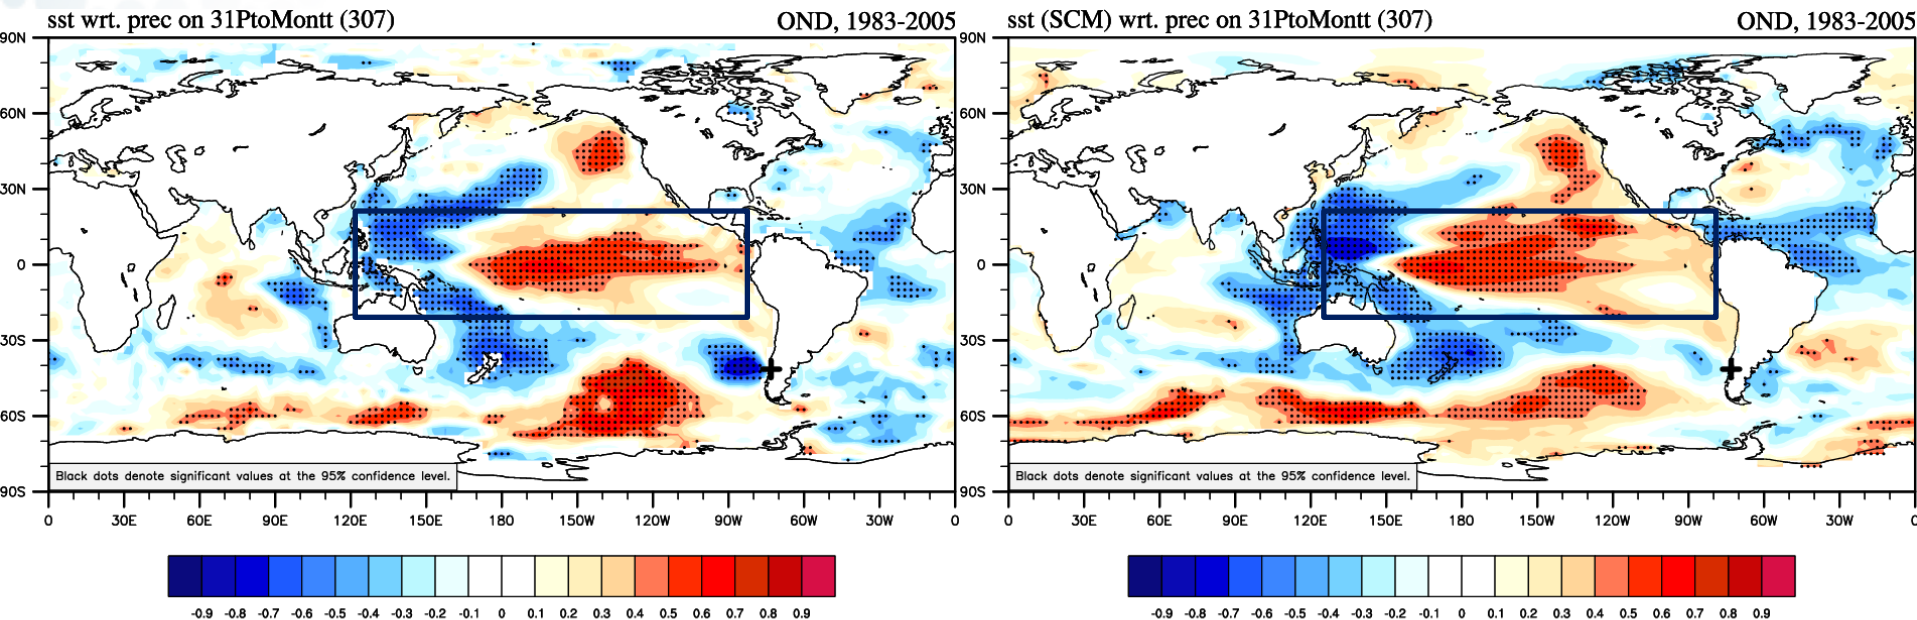 sst wrt. prec on 31PtoMontt (307) OND, 1983-2005
90N
60N
30N
0
30S
60S
90S
Black dots denote significant values at the 95% confidence level.
0 30E 60E 90E 120E 150E 180 150W 120W 90W 60W 30W 0
-0.9 -0.8 -0.7 -0.6 -0.5 -0.4 -0.3 -0.2 -0.1 0 0.1 0.2 0.3 0.4 0.5 0.6 0.7 0.8 0.9
sst (SCM) wrt. prec on 31PtoMontt (307) OND, 1983-2005
90N
60N
30N
0
30S
60S
90S
Black dots denote significant values at the 95% confidence level.
0 30E 60E 90E 120E 150E 180 150W 120W 90W 60W 30W 0
-0.9 -0.8 -0.7 -0.6 -0.5 -0.4 -0.3 -0.2 -0.1 0 0.1 0.2 0.3 0.4 0.5 0.6 0.7 0.8 0.9